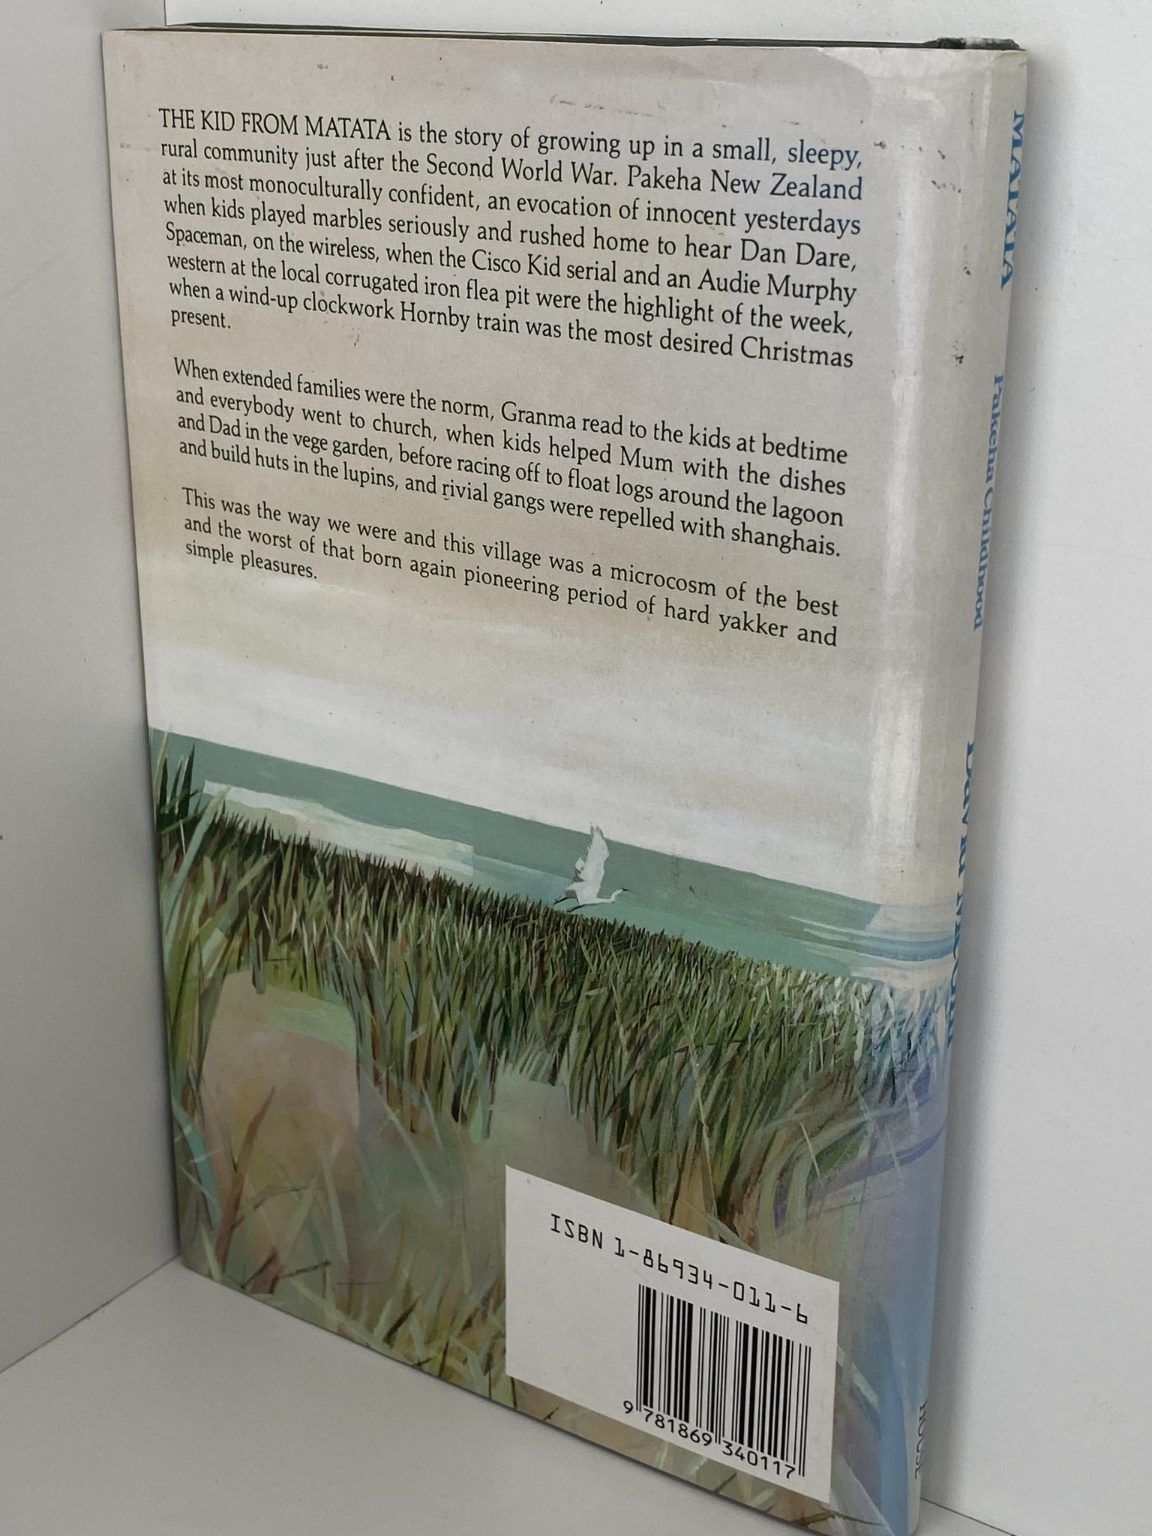 THE KID FROM MATATA is the story of growing up in a small, sleepy,
rural community just after the Second World War. Pakeha New Zealand
at its most monoculturally confident, an evocation of innocent yesterdays
when kids played marbles seriously and rushed home to hear Dan Dare,
Spaceman, on the wireless, when the Cisco Kid serial and an Audie Murphy
western at the local corrugated iron flea pit were the highlight of the week,
when a wind-up clockwork Hornby train was the most desired Christmas
present.
When extended families were the norm, Granma read to the kids at bedtime
and everybody went to church, when kids helped Mum with the dishes
and Dad in the vege garden, before racing off to float logs around the lagoon
and build huts in the lupins, and rivial gangs were repelled with shanghais.
This was the way we were and this village was a microcosm of the best
and the worst of that born again pioneering period of hard yakker and
simple pleasures.
ISBN 1-86934-011-6
9 781869 340117
MATATA
Pakeha Childhood
David
HOUSE